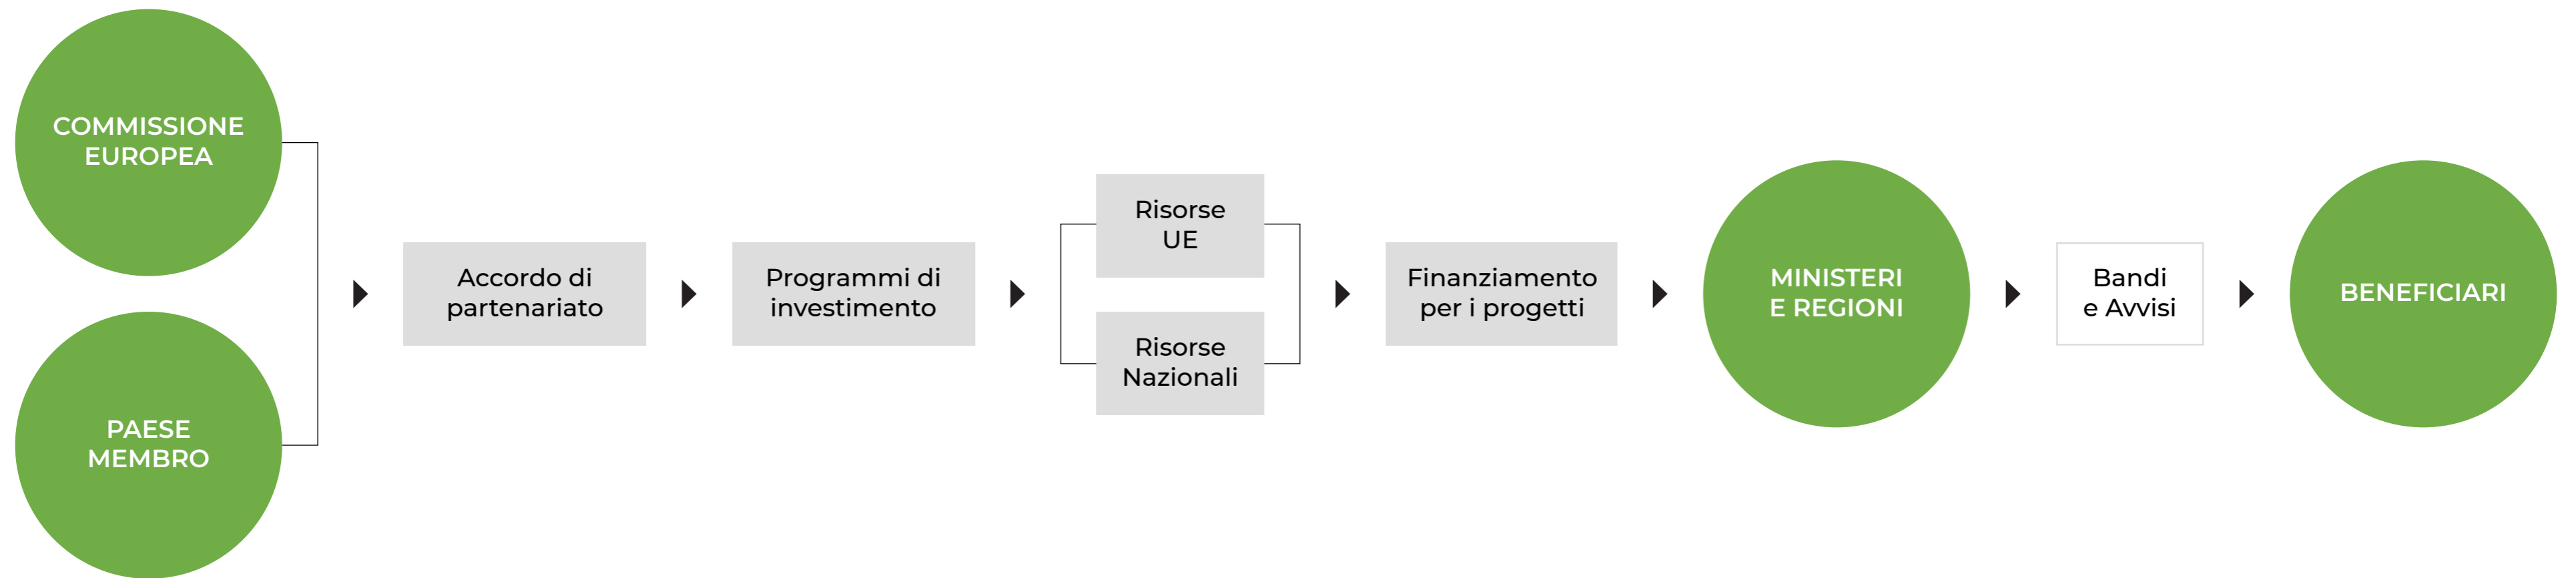 COMMISSIONE
EUROPEA
PAESE
MEMBRO
Accordo di
partenariato
Programmi di
investimento
Risorse
UE
Risorse
Nazionali
Finanziamento
per i progetti
MINISTERI
E REGIONI
Bandi
e Avvisi
BENEFICIARI